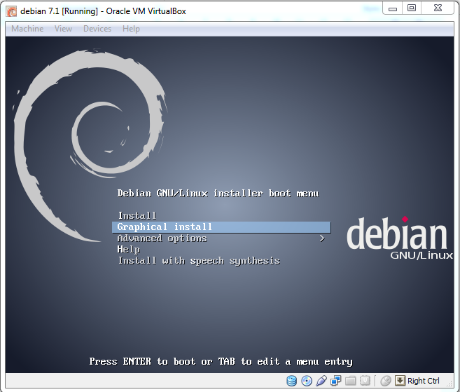 debian 7.1 [Running] - Oracle VM VirtualBox
Machine View Devices Help
Debian GNU/Linux installer boot menu
Install
Graphical install
Advanced options >
Help
Install with speech synthesis
debian
GNU/Linux
Press ENTER to boot or TAB to edit a menu entry
Right Ctrl